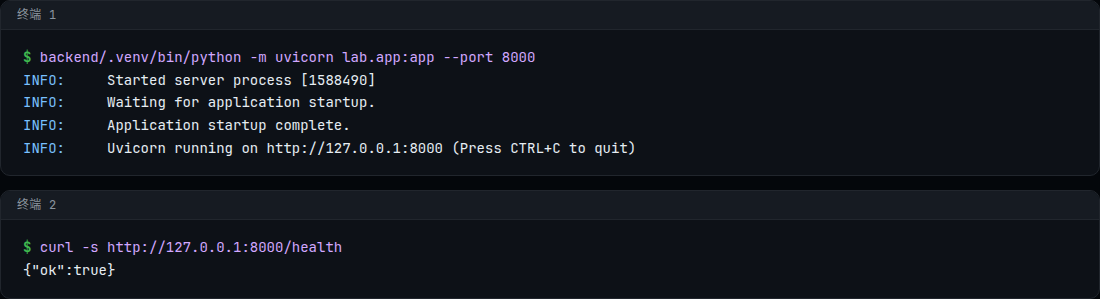 终端 1
$ backend/.venv/bin/python -m uvicorn lab.app:app --port 8000
INFO:     Started server process [1588490]
INFO:     Waiting for application startup.
INFO:     Application startup complete.
INFO:     Uvicorn running on http://127.0.0.1:8000 (Press CTRL+C to quit)
终端 2
$ curl -s http://127.0.0.1:8000/health
{"ok":true}